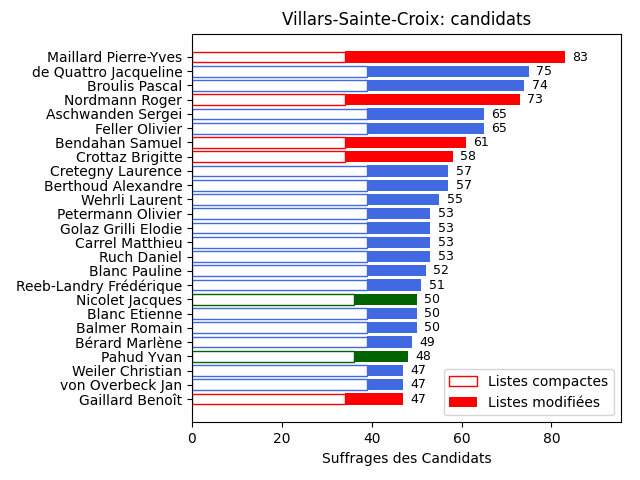 Villars-Sainte-Croix: candidats
Maillard Pierre-Yves 83
de Quattro Jacqueline 75
Broulis Pascal 74
Nordmann Roger 73
Aschwanden Sergei 65
Feller Olivier 65
Bendahan Samuel 61
Crottaz Brigitte 58
Cretegny Laurence 57
Berthoud Alexandre 57
Wehrli Laurent 55
Petermann Olivier 53
Golaz Grilli Elodie 53
Carrel Matthieu 53
Ruch Daniel 53
Blanc Pauline 52
Reeb-Landry Frédérique 51
Nicolet Jacques 50
Blanc Etienne 50
Balmer Romain 50
Bérard Marlène 49
Pahud Yvan 48
Weiler Christian 47
von Overbeck Jan 47
Gaillard Benoît 47
Listes compactes
Listes modifiées
0 20 40 60 80
Suffrages des Candidats